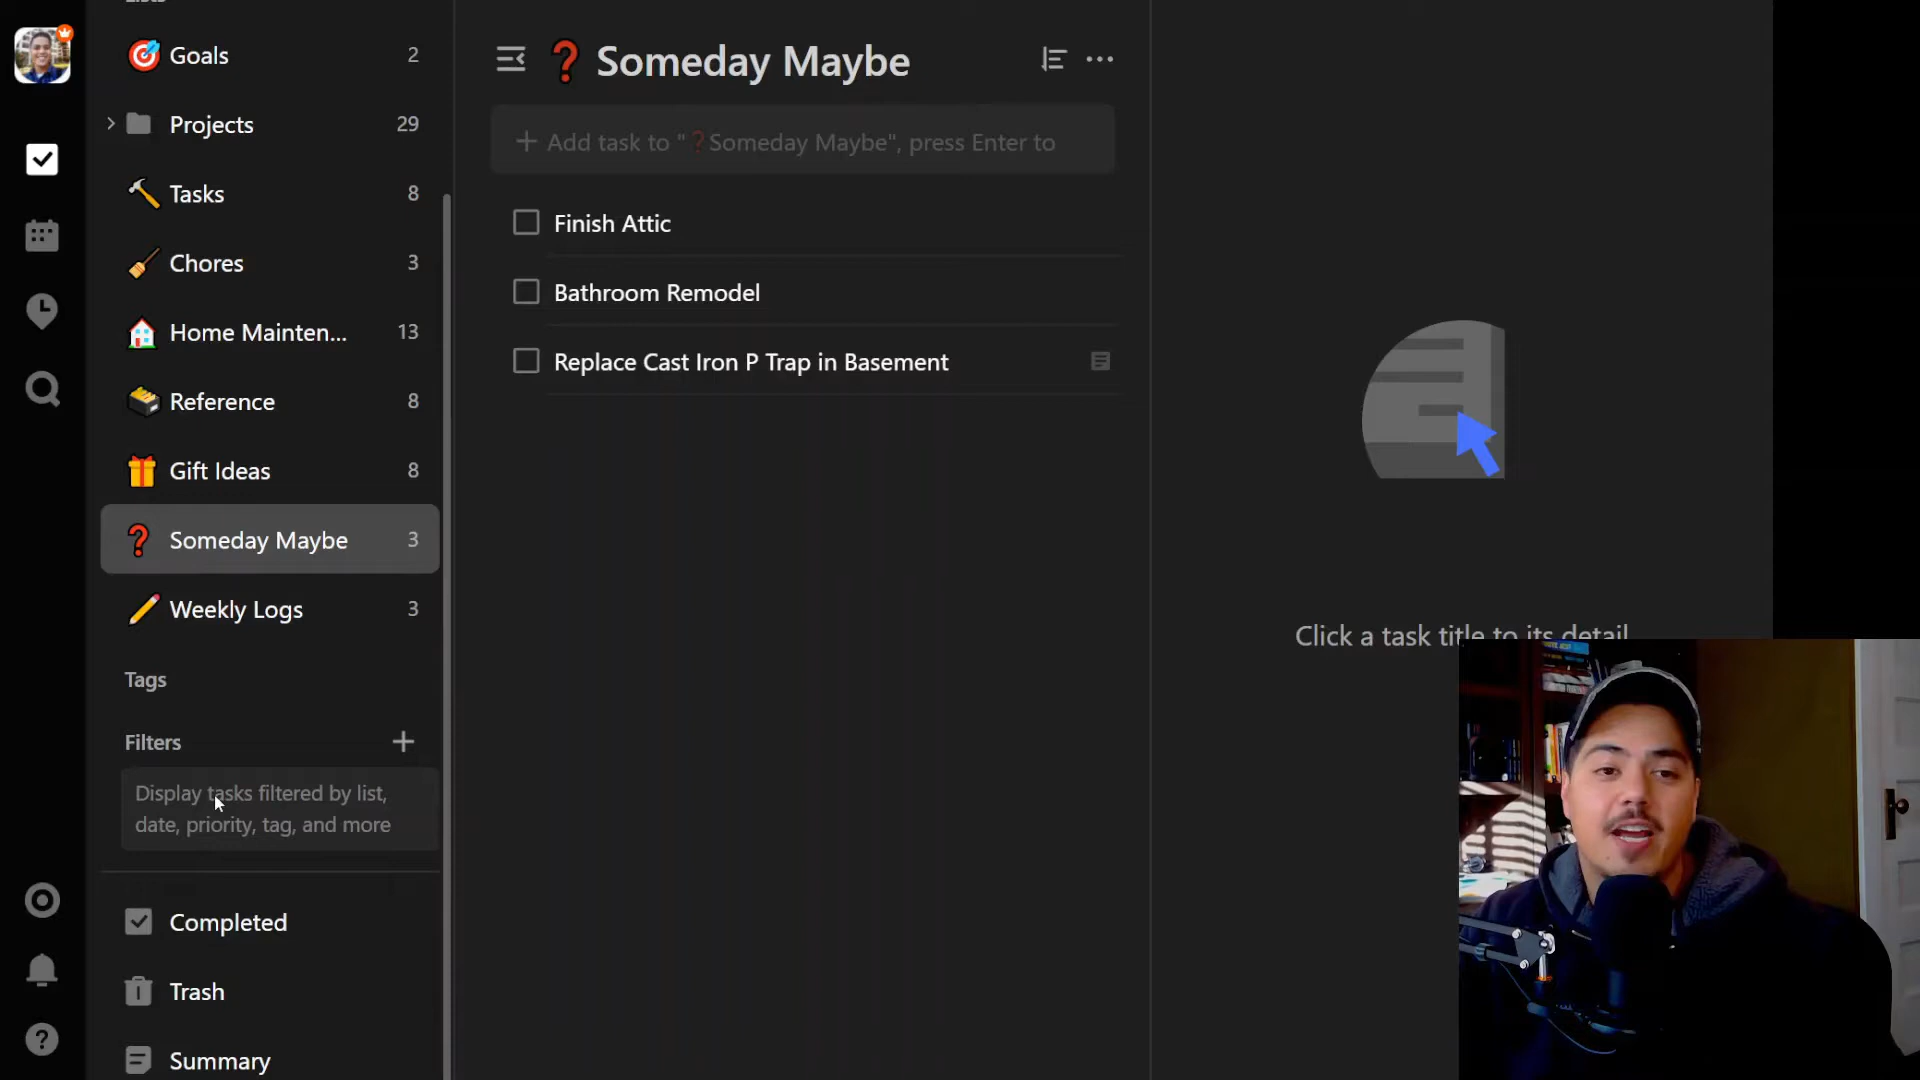 Lists
Goals 2
Projects 29
Tasks 8
Chores 3
Home Mainten... 13
Reference 8
Gift Ideas 8
❓ Someday Maybe 3
Weekly Logs 3
Tags
Filters +
Display tasks filtered by list,
date, priority, tag, and more
Completed
Trash
Summary
❓ Someday Maybe
+ Add task to "❓Someday Maybe", press Enter to
Finish Attic
Bathroom Remodel
Replace Cast Iron P Trap in Basement
Click a task title to its detail